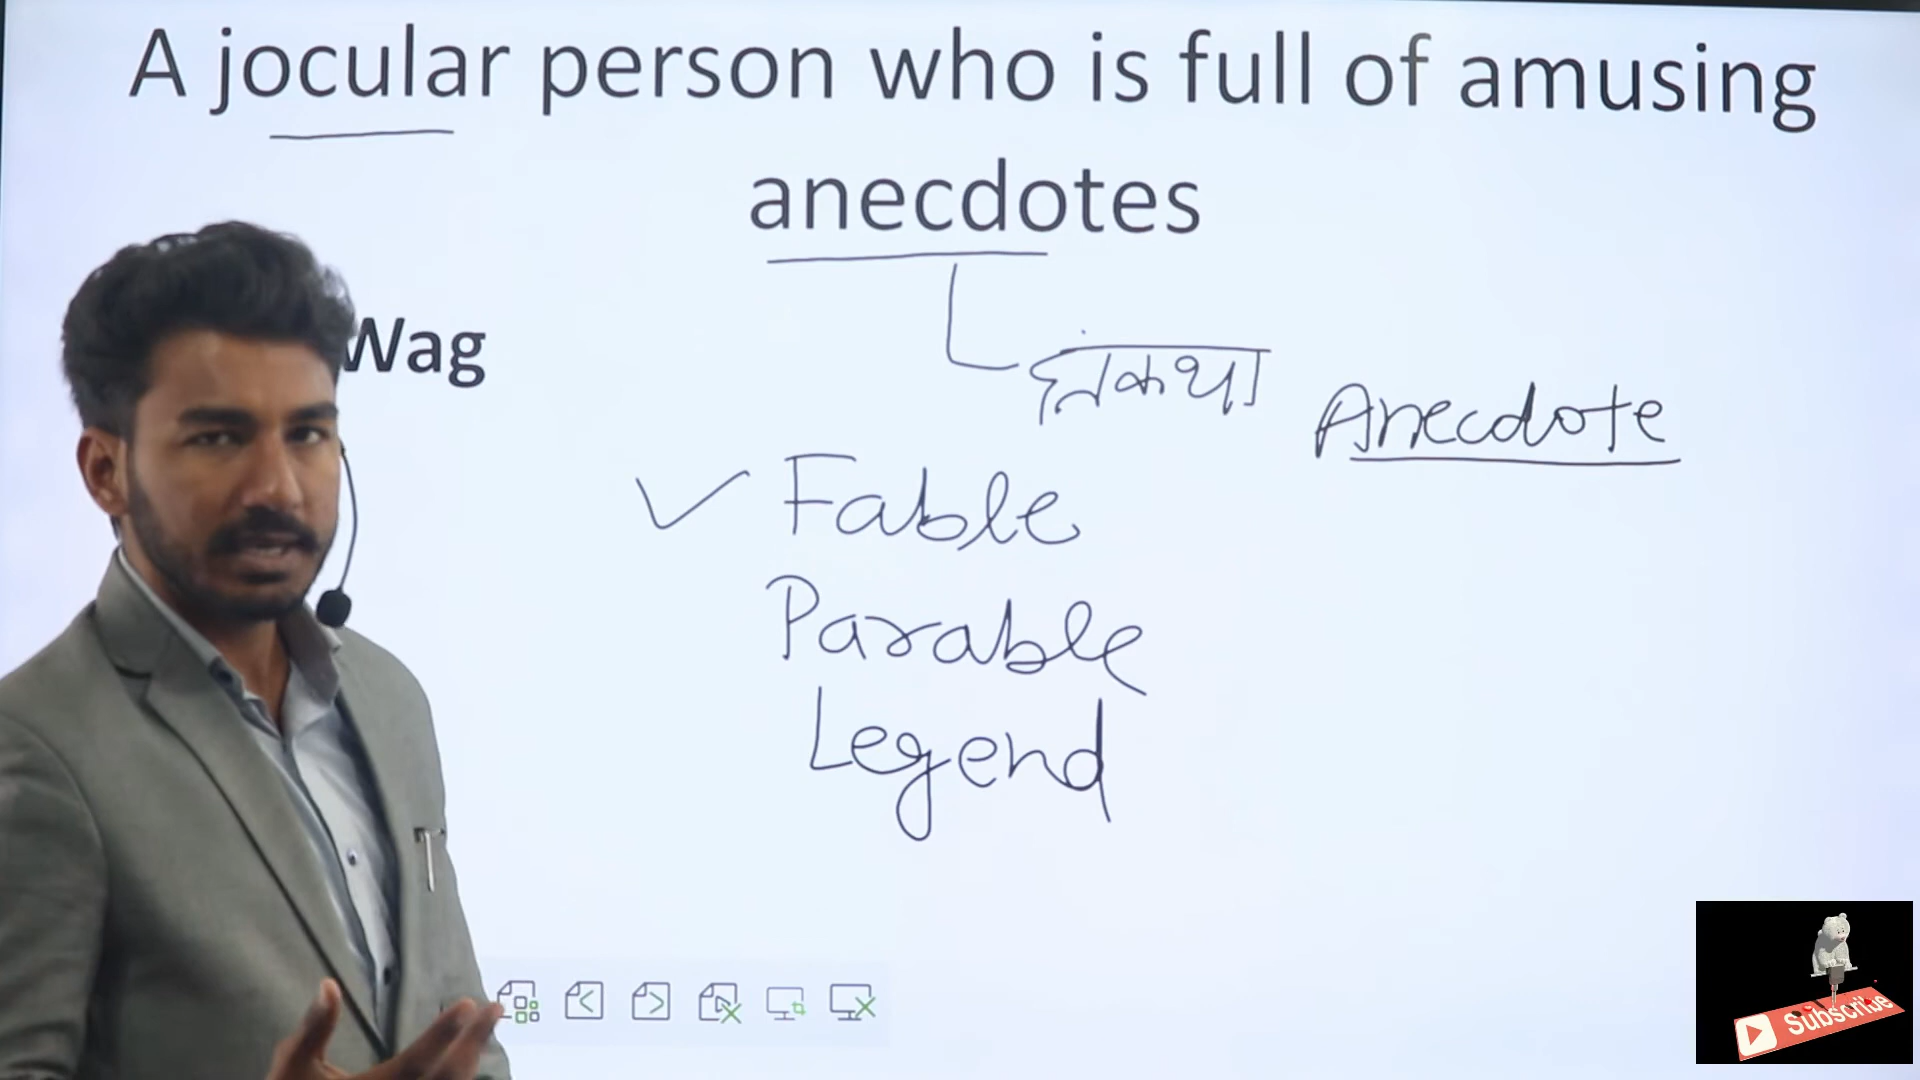 A jocular person who is full of amusing
anecdotes
Wag
Anecdote
Fable
Parable
Legend
Subscribe